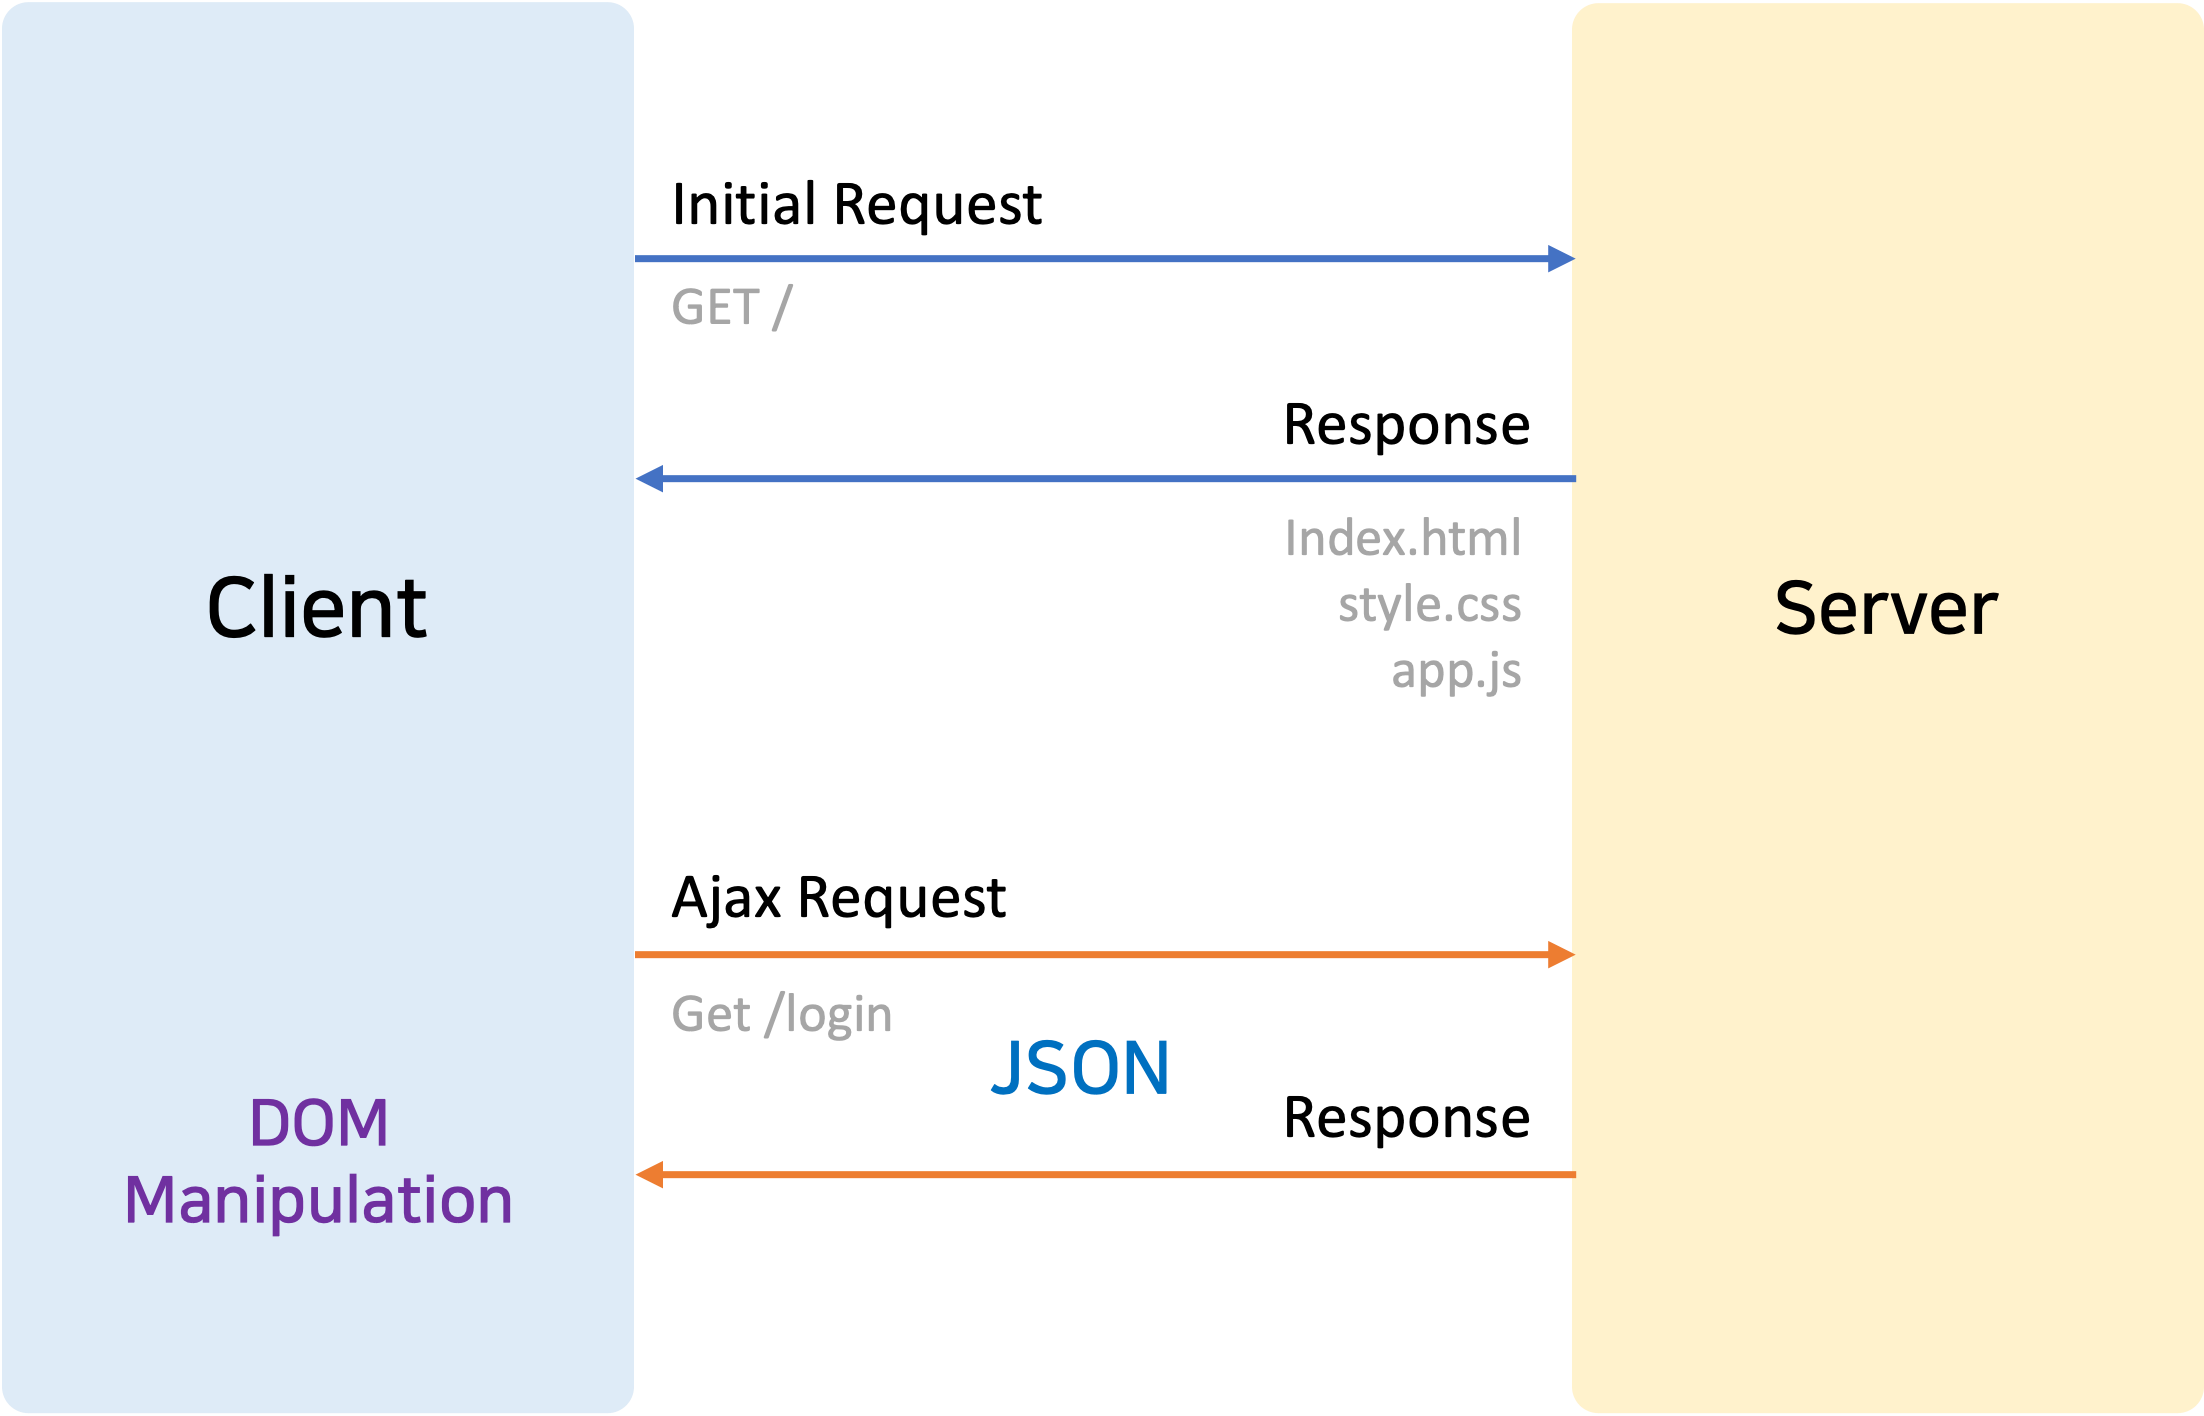 Initial Request
GET /
Response
Index.html
style.css
app.js
Client
Server
Ajax Request
Get /login
JSON
Response
DOM
Manipulation